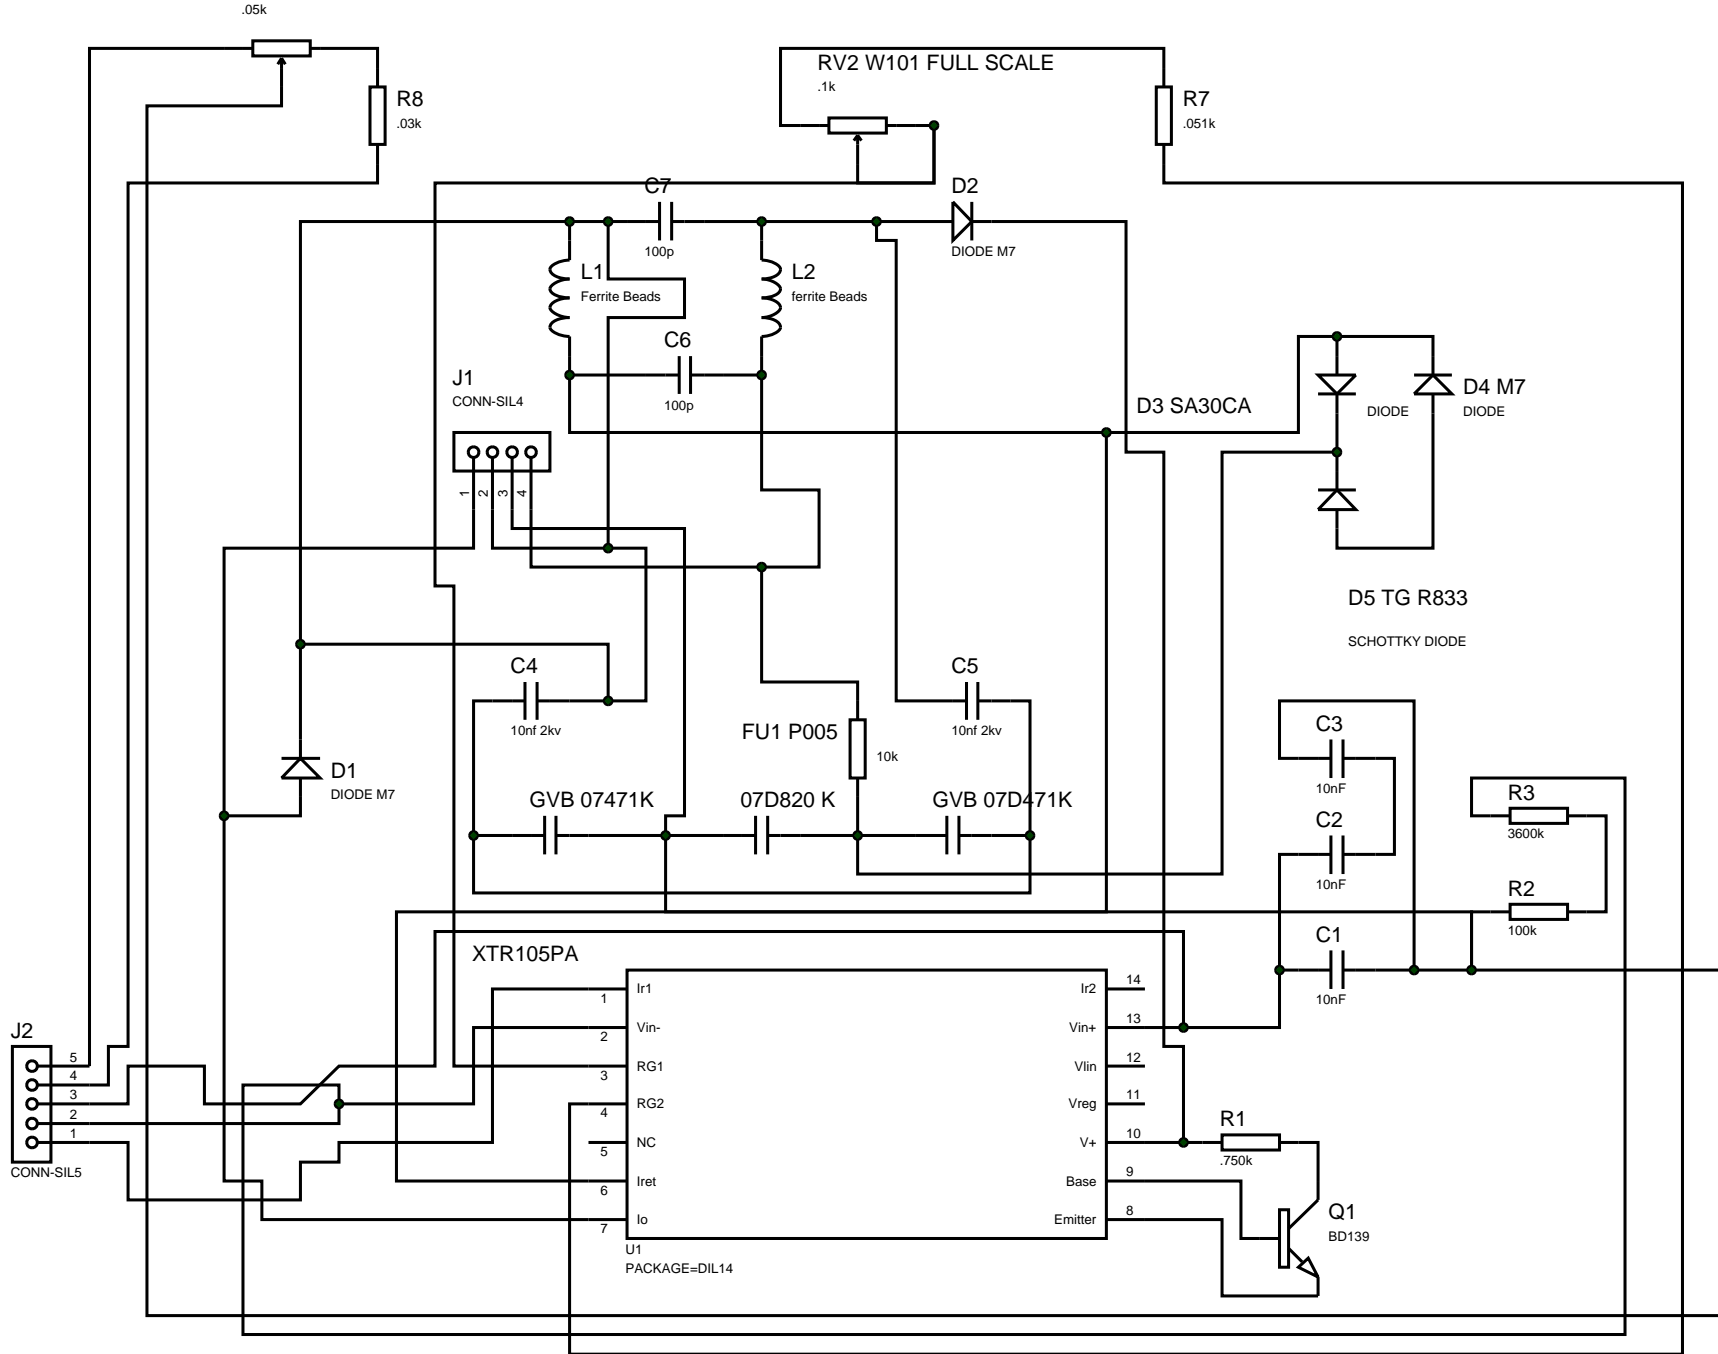 .05k
R8
.03k
RV2 W101 FULL SCALE
.1k
R7
.051k
C7
100p
D2
DIODE M7
L1
Ferrite Beads
L2
ferrite Beads
C6
100p
J1
CONN-SIL4
1
2
3
4
D3 SA30CA
DIODE
D4 M7
DIODE
D5 TG R833
SCHOTTKY DIODE
C4
10nf 2kv
C5
10nf 2kv
FU1 P005
10k
D1
DIODE M7
GVB 07471K
07D820 K
GVB 07D471K
C3
10nF
C2
10nF
C1
10nF
R3
3600k
R2
100k
XTR105PA
1
Ir1
2
Vin-
3
RG1
4
RG2
5
NC
6
Iret
7
Io
Ir2
14
Vin+
13
Vlin
12
Vreg
11
V+
10
Base
9
Emitter
8
U1
PACKAGE=DIL14
J2
5
4
3
2
1
CONN-SIL5
R1
.750k
Q1
BD139